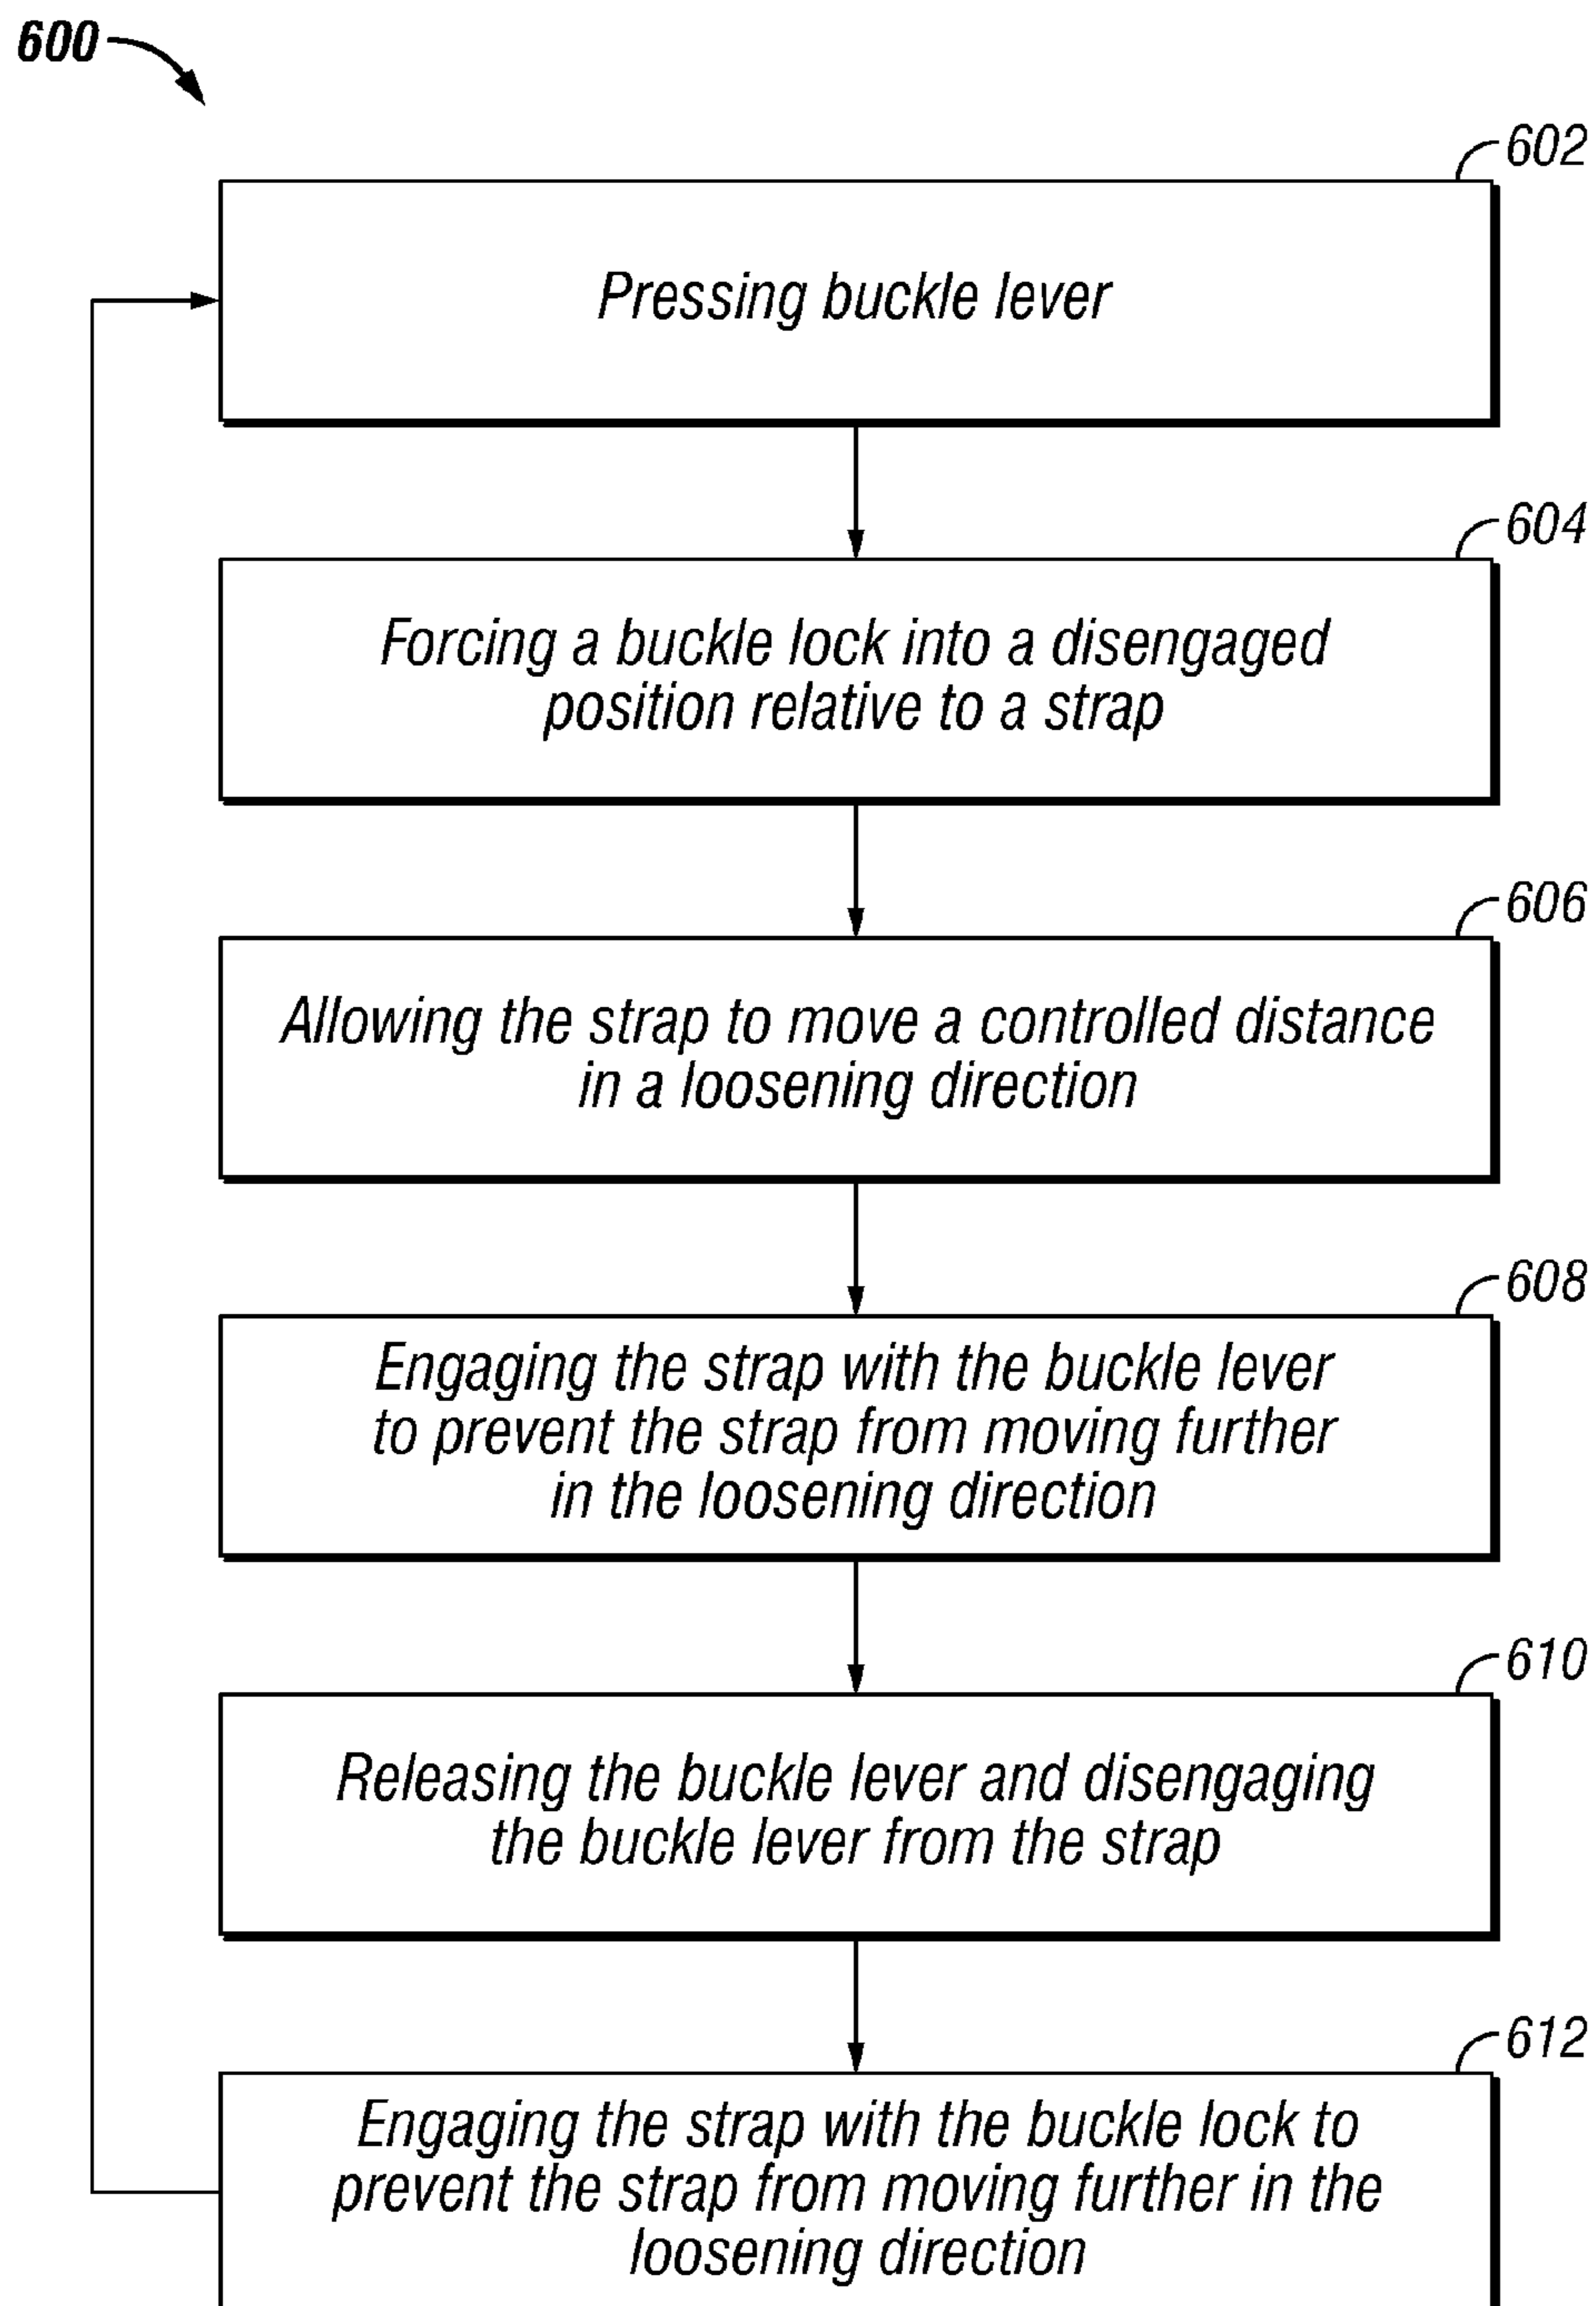 600
602
Pressing buckle lever
604
Forcing a buckle lock into a disengaged
position relative to a strap
606
Allowing the strap to move a controlled distance
in a loosening direction
608
Engaging the strap with the buckle lever
to prevent the strap from moving further
in the loosening direction
610
Releasing the buckle lever and disengaging
the buckle lever from the strap
612
Engaging the strap with the buckle lock to
prevent the strap from moving further in the
loosening direction